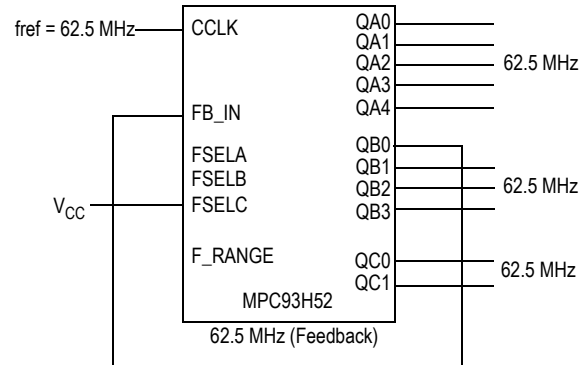 fref = 62.5 MHz
CCLK
FB_IN
FSELA
FSELB
VCC
FSELC
F_RANGE
MPC93H52
QA0
QA1
QA2
QA3
QA4
62.5 MHz
QB0
QB1
QB2
QB3
62.5 MHz
QC0
QC1
62.5 MHz
62.5 MHz (Feedback)